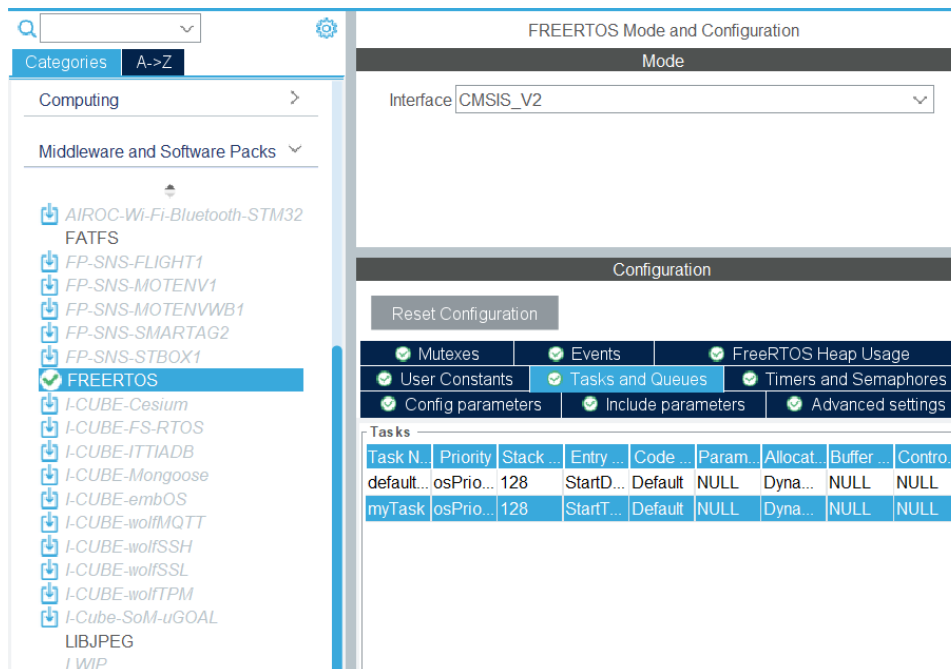 Categories
A->Z
Computing
Middleware and Software Packs
AIROC-Wi-Fi-Bluetooth-STM32
FATFS
FP-SNS-FLIGHT1
FP-SNS-MOTENV1
FP-SNS-MOTENVWB1
FP-SNS-SMARTAG2
FP-SNS-STBOX1
FREERTOS
I-CUBE-Cesium
I-CUBE-FS-RTOS
I-CUBE-ITTIADB
I-CUBE-Mongoose
I-CUBE-embOS
I-CUBE-wolfMQTT
I-CUBE-wolfSSH
I-CUBE-wolfSSL
I-CUBE-wolfTPM
I-Cube-SoM-uGOAL
LIBJPEG
LWIP
FREERTOS Mode and Configuration
Mode
Interface CMSIS_V2
Configuration
Reset Configuration
Mutexes Events FreeRTOS Heap Usage
User Constants Tasks and Queues Timers and Semaphores
Config parameters Include parameters Advanced settings
Tasks
Task N... Priority Stack ... Entry ... Code ... Param... Allocat... Buffer ... Contro...
default... osPrio... 128 StartD... Default NULL Dyna... NULL NULL
myTask osPrio... 128 StartT... Default NULL Dyna... NULL NULL